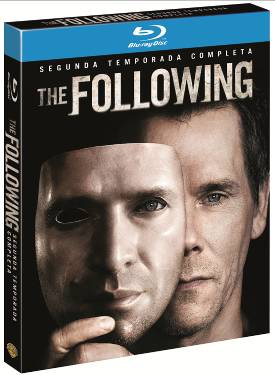 Blu-ray Disc
SEGUNDA TEMPORADA COMPLETA
THE FOLLOWING
THE FOLLOWING
SEGUNDA TEMPORADA
COMPLETA